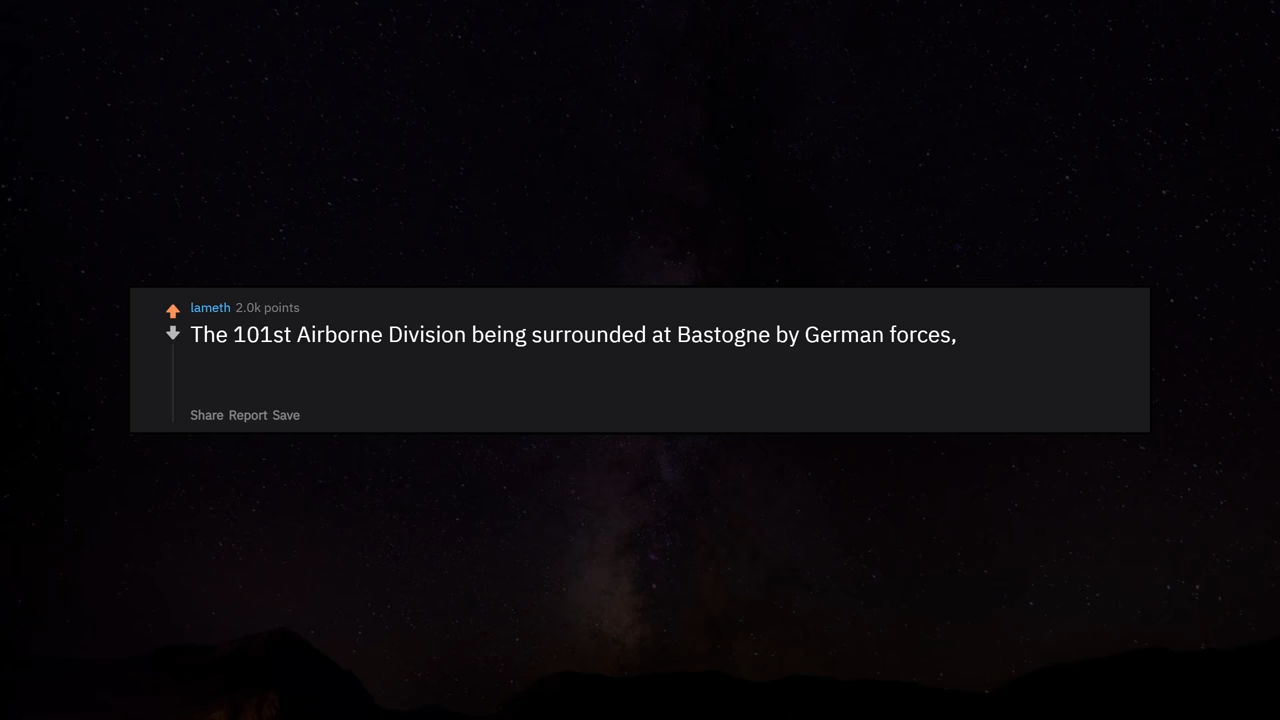 lameth 2.0k points
The 101st Airborne Division being surrounded at Bastogne by German forces,
Share Report Save